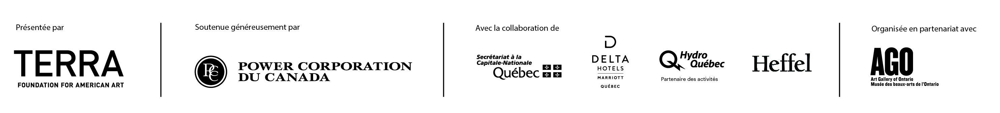 Présentée par
TERRA
FOUNDATION FOR AMERICAN ART
Soutenue généreusement par
PCC
POWER CORPORATION
DU CANADA
Avec la collaboration de
Secrétariat à la
Capitale-Nationale
Québec
D
DELTA
HOTELS
MARRIOTT
QUÉBEC
Hydro
Québec
Partenaire des activités
Heffel
Organisée en partenariat avec
AGO
Art Gallery of Ontario
Musée des beaux-arts de l'Ontario